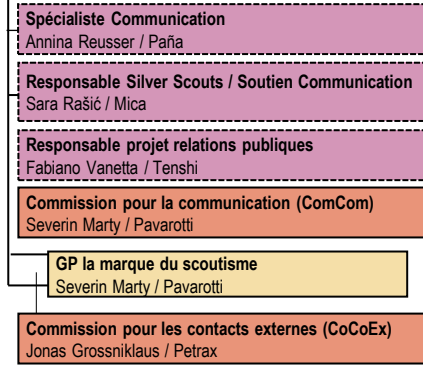 Spécialiste Communication
Annina Reusser / Paña
Responsable Silver Scouts / Soutien Communication
Sara Rašić / Mica
Responsable projet relations publiques
Fabiano Vanetta / Tenshi
Commission pour la communication (ComCom)
Severin Marty / Pavarotti
GP la marque du scoutisme
Severin Marty / Pavarotti
Commission pour les contacts externes (CoCoEx)
Jonas Grossniklaus / Petrax